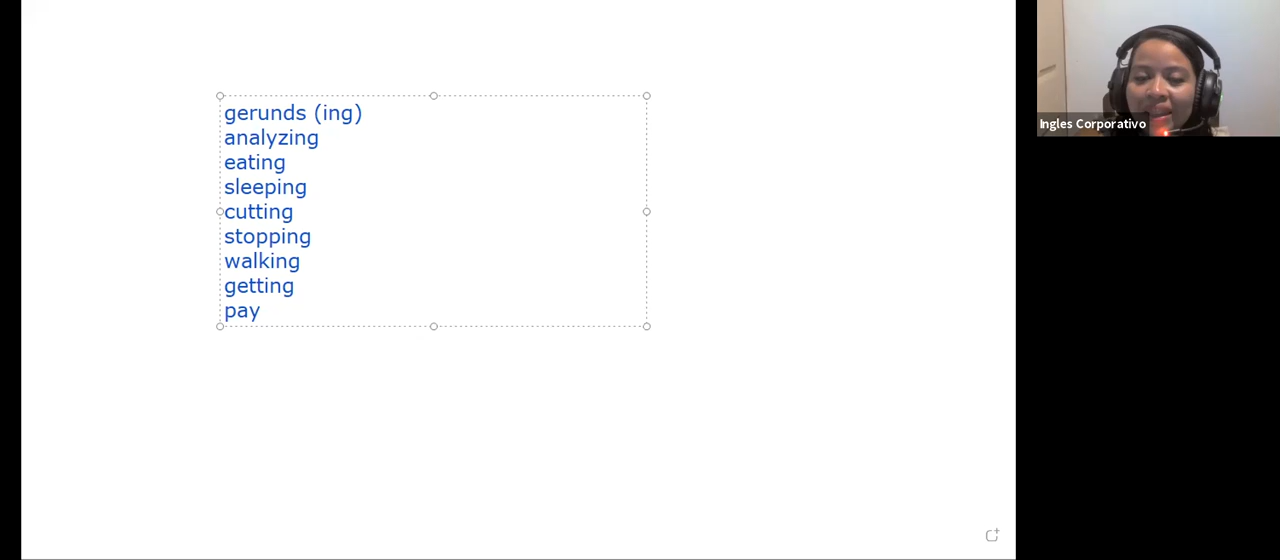 gerunds (ing)
analyzing
eating
sleeping
cutting
stopping
walking
getting
pay
Ingles Corporativo